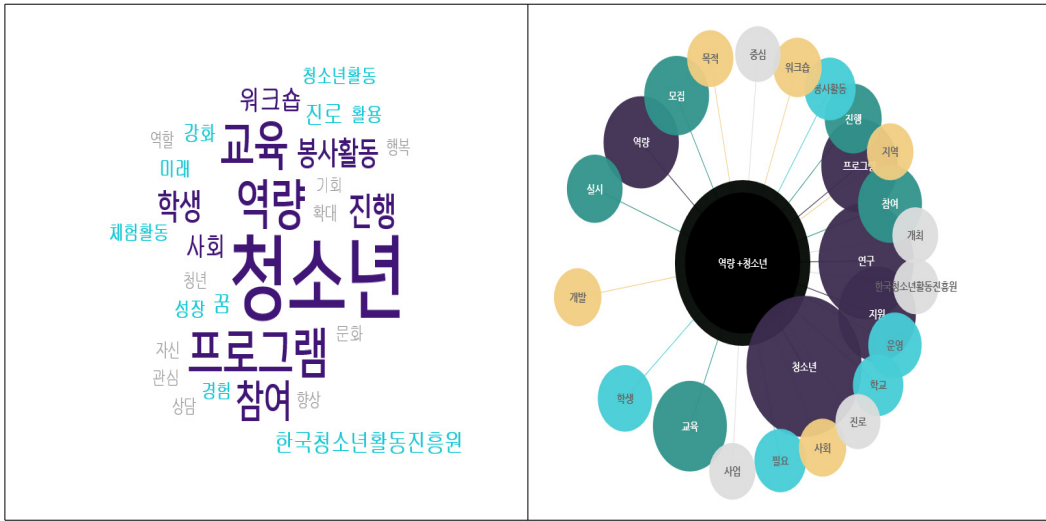 청소년활동
워크숍
진로 활용
역할 강화 교육 봉사활동 행복
미래
학생 역량 기회 확대 진행
체험활동 사회
청소년
청년
성장 꿈
프로그램 문화
자신
관심
경험 참여 향상
상담
한국청소년활동진흥원
중심
목적
워크숍
모집
봉사활동
진행
역량
프로그램
지역
실시
참여
개최
역량+청소년
연구
한국청소년활동진흥원
개발
지원
운영
청소년
학교
학생
진로
교육
사회
필요
사업